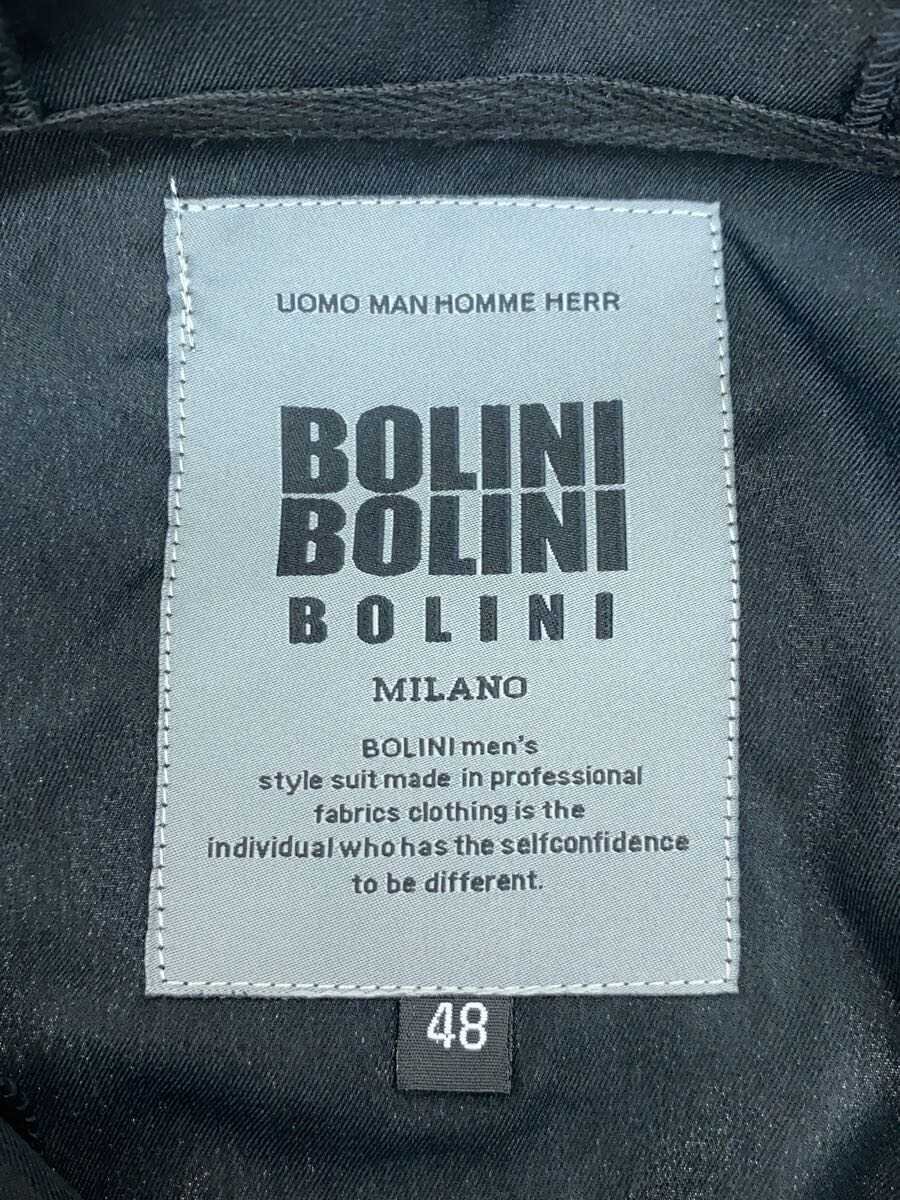 UOMO MAN HOMME HERR
BOLINI
BOLINI
BOLINI
MILANO
BOLINI men's
style suit made in professional
fabrics clothing is the
individual who has the selfconfidence
to be different.
48